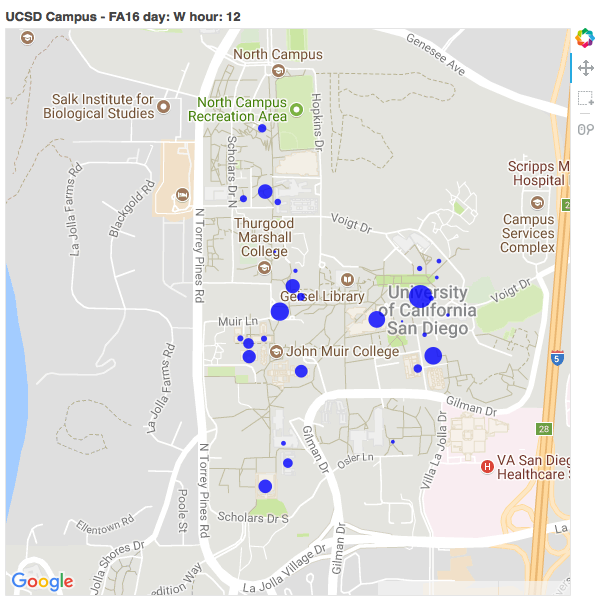 UCSD Campus - FA16 day: W hour: 12
Genesee Ave
North Campus
Salk Institute for
Biological Studies
North Campus
Recreation Area
Hopkins Dr
Scholars Dr N
La Jolla Farms Rd
Blackgold Rd
N Torrey Pines Rd
Scripps M
Hospital
2
Campus
Services
Complex
Voigt Dr
Thurgood
Marshall
College
Geisel Library
University
of California
San Diego
Voigt Dr
Muir Ln
John Muir College
La Jolla Farms Rd
5
Gilman Dr
28
Gilman Dr
Villa La Jolla Dr
Osler Ln
H
VA San Dieg
Healthcare
N Torrey Pines Rd
Poole St
Ellentown Rd
Scholars Dr S
La Jolla Shores Dr
Gilman Dr
La
La Jolla Village Dr
edition Way
Google